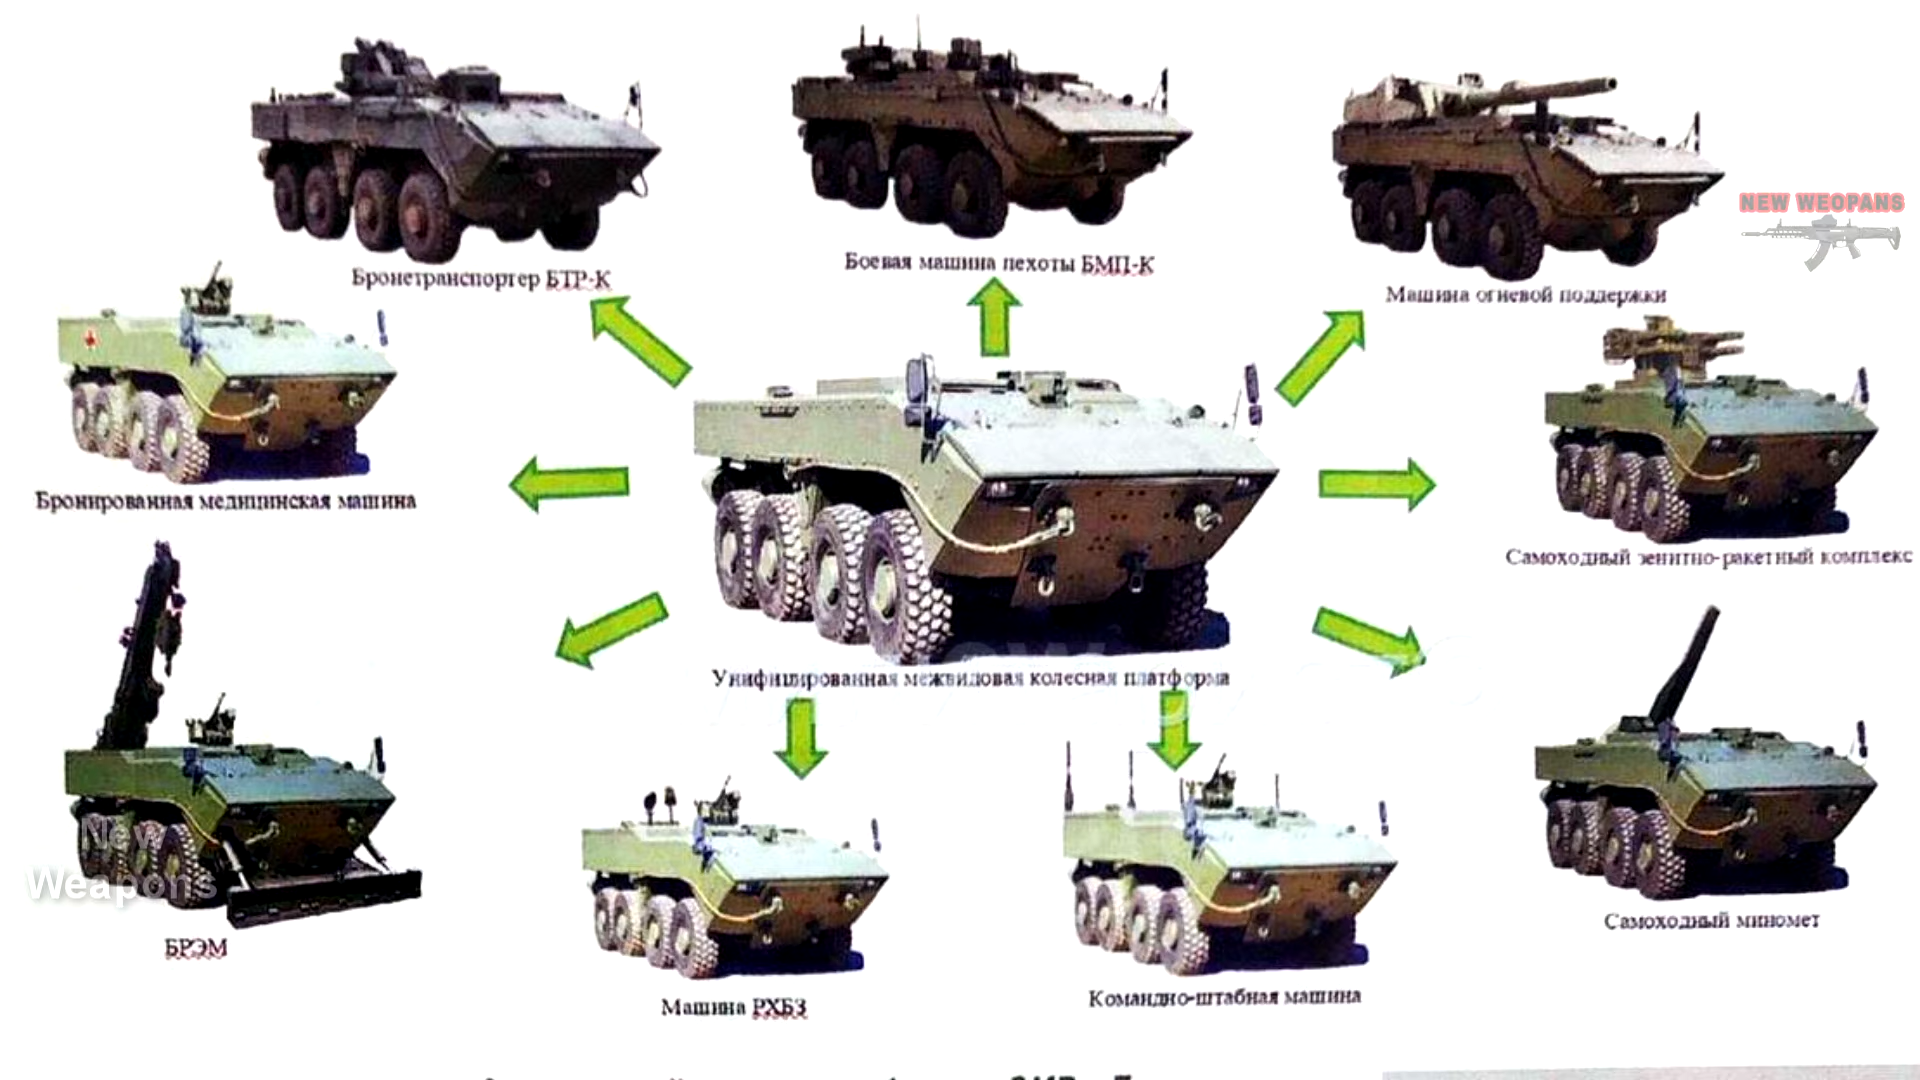 Бронетранспортер БТР-К
Боевая машина пехоты БМП-К
Машина огневой поддержки
NEW WEOPANS
Бронированная медицинская машина
Самоходный зенитно-ракетный комплекс
Унифицированная межвидовая колесная платформа
New
Weapons
БРЭМ
Машина РХБЗ
Командно-штабная машина
Самоходный миномет